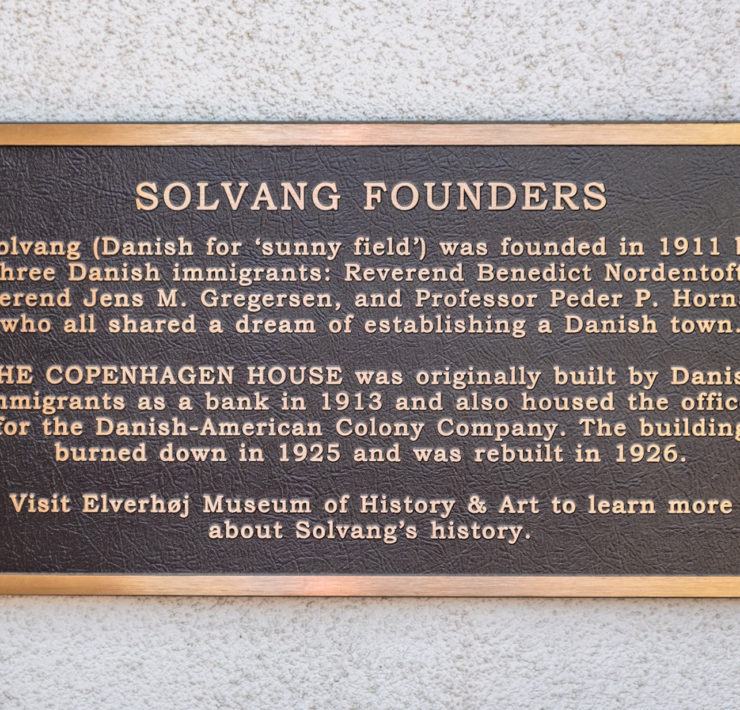 SOLVANG FOUNDERS
olvang (Danish for ‘sunny field’) was founded in 1911 b
hree Danish immigrants: Reverend Benedict Nordentoft
erend Jens M. Gregersen, and Professor Peder P. Horns
who all shared a dream of establishing a Danish town.
HE COPENHAGEN HOUSE was originally built by Danis
mmigrants as a bank in 1913 and also housed the offic
for the Danish-American Colony Company. The building
burned down in 1925 and was rebuilt in 1926.
Visit Elverhøj Museum of History & Art to learn more
about Solvang’s history.